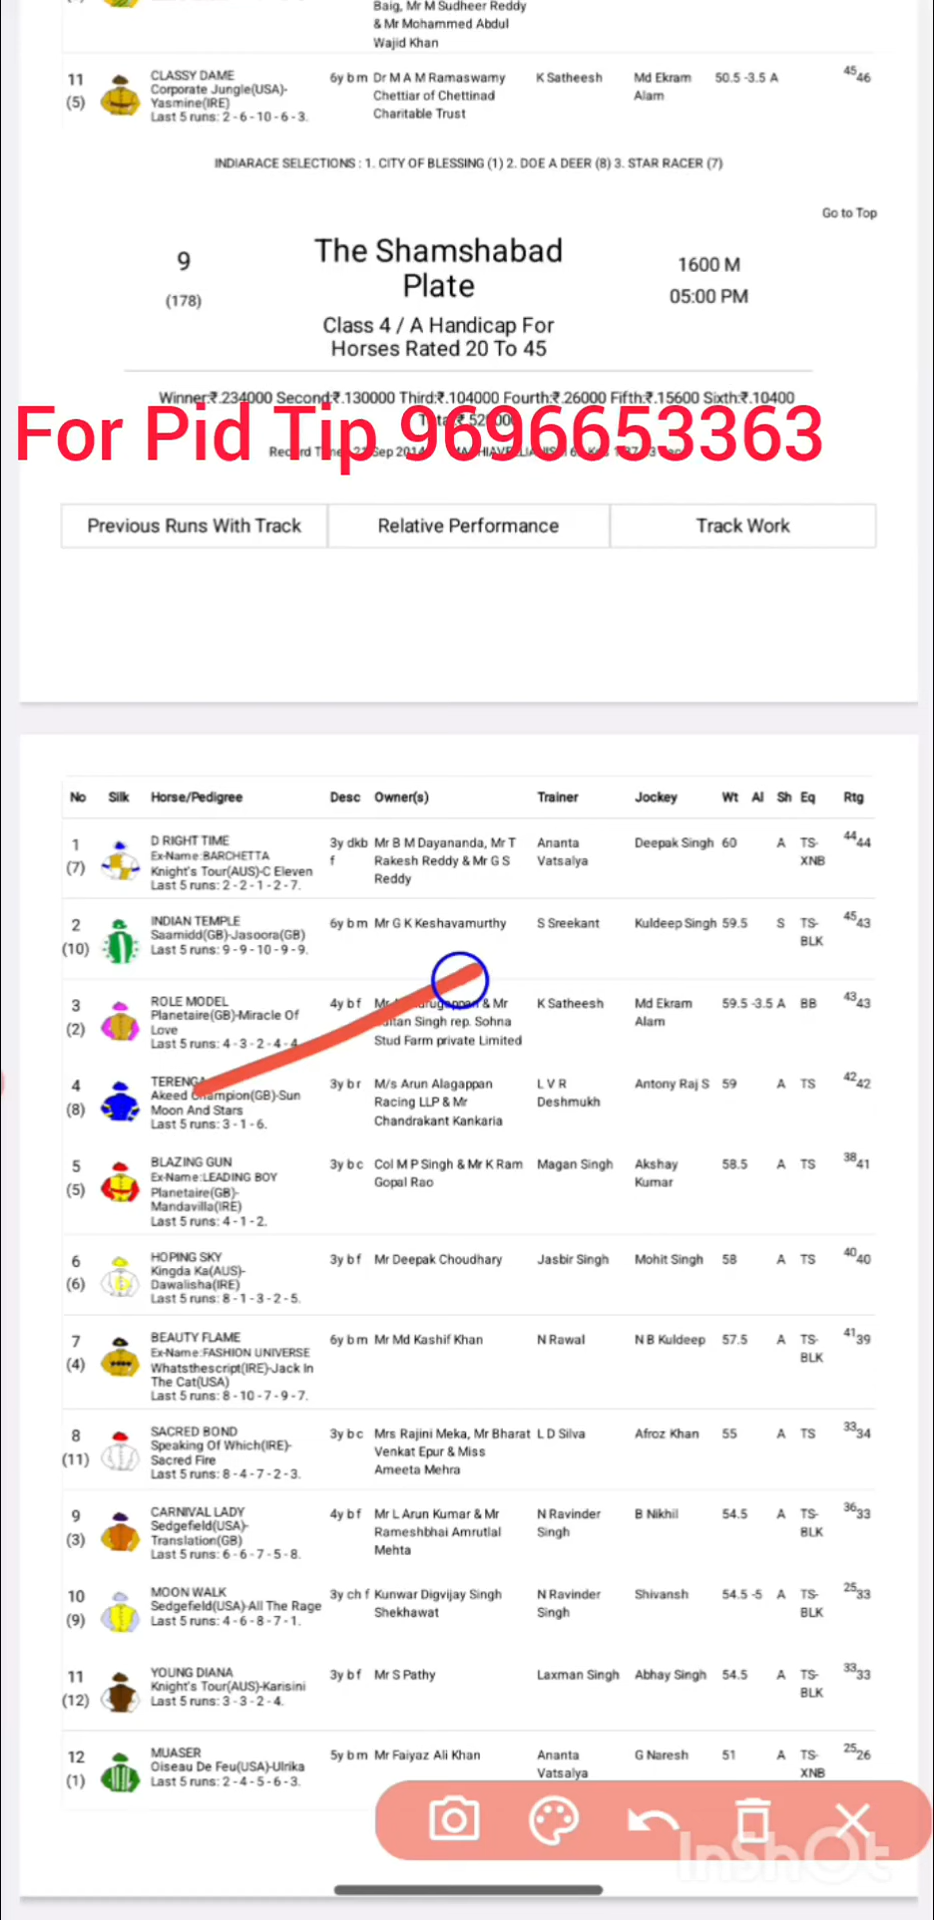 Baig, Mr M Sudheer Reddy
& Mr Mohammed Abdul
Wajid Khan
11 CLASSY DAME 6y b m Dr M A M Ramaswamy K Satheesh Md Ekram 50.5 -3.5 A 45 46
(5) Corporate Jungle(USA)- Chettiar of Chettinad Alam
Yasmine(IRE) Charitable Trust
Last 5 runs: 2 - 6 - 10 - 6 - 3.
INDIARACE SELECTIONS : 1. CITY OF BLESSING (1) 2. DOE A DEER (8) 3. STAR RACER (7)
Go to Top
9 The Shamshabad 1600 M
(178) Plate 05:00 PM
Class 4 / A Handicap For
Horses Rated 20 To 45
Winner:₹.234000 Second:₹.130000 Third:₹.104000 Fourth:₹.26000 Fifth:₹.15600 Sixth:₹.10400
For Pid Tip 9696653363
Previous Runs With Track Relative Performance Track Work
No Silk Horse/Pedigree Desc Owner(s) Trainer Jockey Wt Al Sh Eq Rtg
1 D RIGHT TIME 3y dkb Mr B M Dayananda, Mr T Ananta Deepak Singh 60 A TS- 44 44
(7) Ex-Name:BARCHETTA f Rakesh Reddy & Mr G S Vatsalya XNB
Knight's Tour(AUS)-C Eleven Reddy
Last 5 runs: 2 - 2 - 1 - 2 - 7.
2 INDIAN TEMPLE 6y b m Mr G K Keshavamurthy S Sreekant Kuldeep Singh 59.5 S TS- 45 43
(10) Saamidd(GB)-Jasoora(GB) BLK
Last 5 runs: 9 - 9 - 10 - 9 - 9.
3 ROLE MODEL 4y b f Mr & Mr K Satheesh Md Ekram 59.5 -3.5 A BB 43 43
(2) Planetaire(GB)-Miracle Of Singh rep. Sohna Alam
Love Stud Farm private Limited
Last 5 runs: 4 - 3 - 2 - 4 - 4
4 3y b r M/s Arun Alagappan L V R Antony Raj S 59 A TS 42 42
(8) Akeed Champion(GB)-Sun Racing LLP & Mr Deshmukh
Moon And Stars Chandrakant Kankaria
Last 5 runs: 3 - 1 - 6.
5 BLAZING GUN 3y b c Col M P Singh & Mr K Ram Magan Singh Akshay 58.5 A TS 38 41
(5) Ex-Name:LEADING BOY Gopal Rao Kumar
Planetaire(GB)-
Mandavilla(IRE)
Last 5 runs: 4 - 1 - 2.
6 HOPING SKY 3y b f Mr Deepak Choudhary Jasbir Singh Mohit Singh 58 A TS 40 40
(6) Kingda Ka(AUS)-
Dawalisha(IRE)
Last 5 runs: 8 - 1 - 3 - 2 - 5.
7 BEAUTY FLAME 6y b m Mr Md Kashif Khan N Rawal N B Kuldeep 57.5 A TS- 41 39
(4) Ex-Name:FASHION UNIVERSE BLK
Whatsthescript(IRE)-Jack In
The Cat(USA)
Last 5 runs: 8 - 10 - 7 - 9 - 7.
8 SACRED BOND 3y b c Mrs Rajini Meka, Mr Bharat L D Silva Afroz Khan 55 A TS 33 34
(11) Speaking Of Which(IRE)- Venkat Epur & Miss
Sacred Fire Ameeta Mehra
Last 5 runs: 8 - 4 - 7 - 2 - 3.
9 CARNIVAL LADY 4y b f Mr L Arun Kumar & Mr N Ravinder B Nikhil 54.5 A TS- 36 33
(3) Sedgefield(USA)- Rameshbhai Amrutlal Singh BLK
Translation(GB) Mehta
Last 5 runs: 6 - 6 - 7 - 5 - 8.
10 MOON WALK 3y ch f Kunwar Digvijay Singh N Ravinder Shivansh 54.5 -5 A TS- 25 33
(9) Sedgefield(USA)-All The Rage Shekhawat Singh BLK
Last 5 runs: 4 - 6 - 8 - 7 - 1.
11 YOUNG DIANA 3y b f Mr S Pathy Laxman Singh Abhay Singh 54.5 A TS- 33 33
(12) Knight's Tour(AUS)-Karisini BLK
Last 5 runs: 3 - 3 - 2 - 4.
12 MUASER 5y b m Mr Faiyaz Ali Khan Ananta G Naresh 51 A TS- 25 26
(1) Oiseau De Feu(USA)-Ulrika Vatsalya XNB
Last 5 runs: 2 - 4 - 5 - 6 - 3.
InShOt